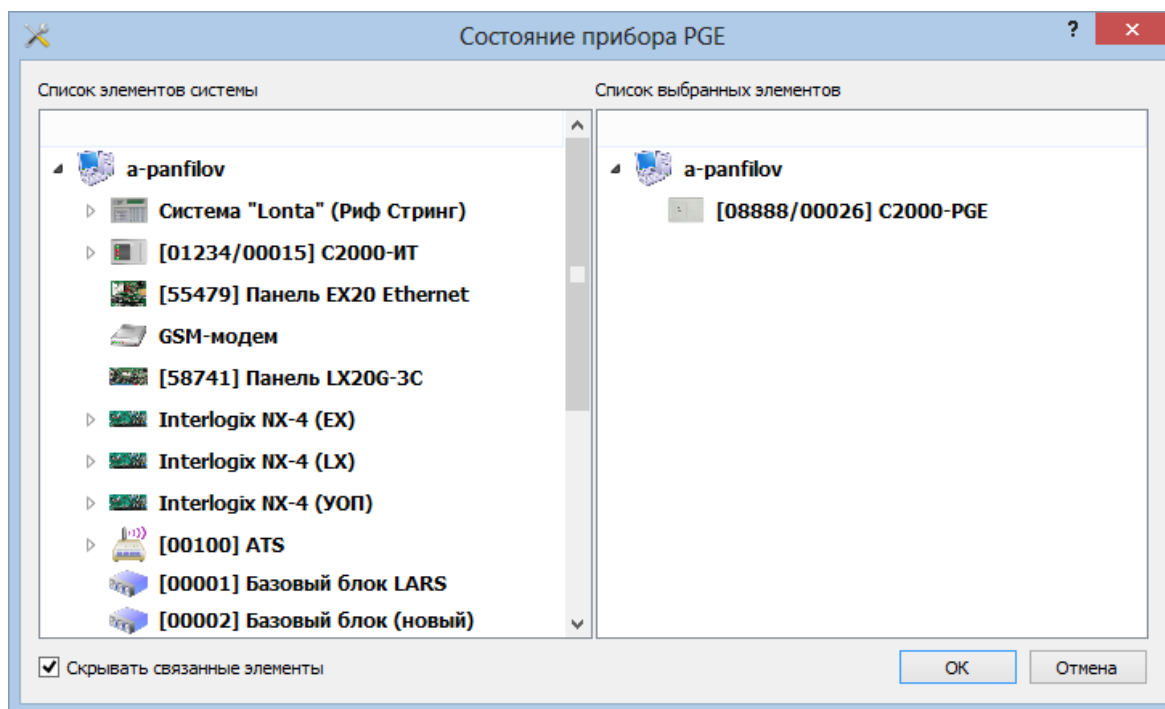 Состояние прибора PGE
?
Список элементов системы
a-panfilov
Система "Lonta" (Риф Стринг)
[01234/00015] С2000-ИТ
[55479] Панель EX20 Ethernet
GSM-модем
[58741] Панель LX20G-3C
Interlogix NX-4 (EX)
Interlogix NX-4 (LX)
Interlogix NX-4 (УОП)
[00100] ATS
[00001] Базовый блок LARS
[00002] Базовый блок (новый)
Список выбранных элементов
a-panfilov
[08888/00026] С2000-PGE
Скрывать связанные элементы
ОК
Отмена